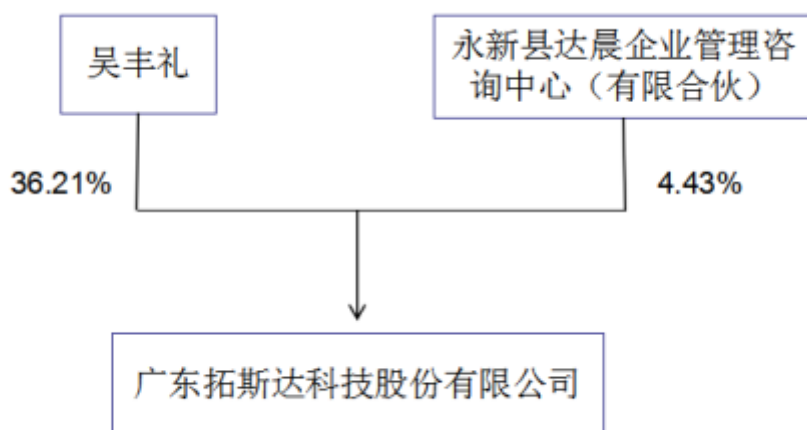 吴丰礼
永新县达晨企业管理咨
询中心（有限合伙）
36.21%
4.43%
广东拓斯达科技股份有限公司